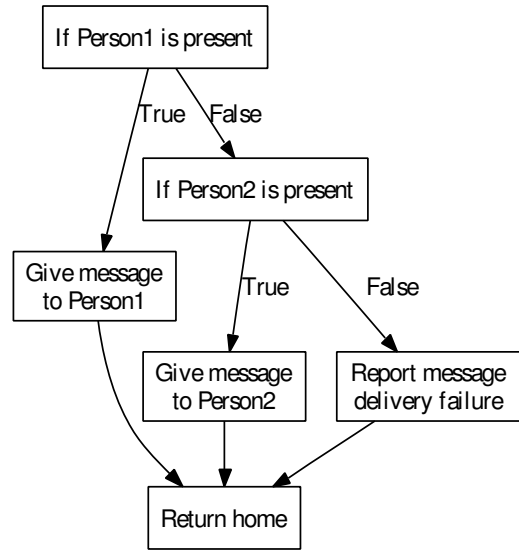 If Person1 is present
True
False
If Person2 is present
Give message
to Person1
True
False
Give message
to Person2
Report message
delivery failure
Return home